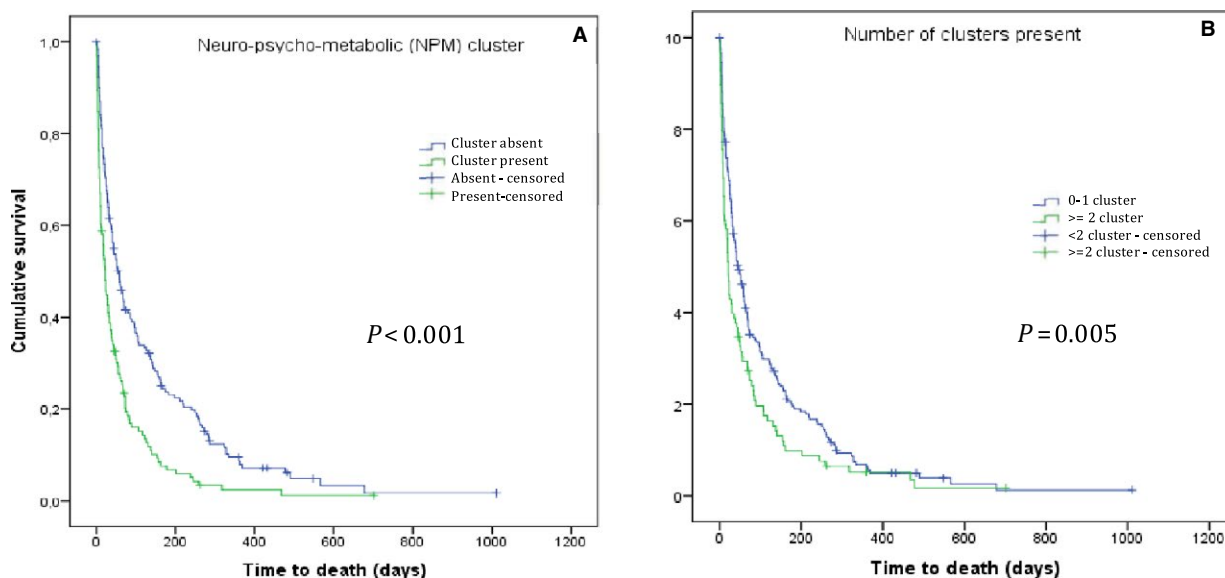 A
Neuro-psycho-metabolic (NPM) cluster
1,0
0,8
0,6
0,4
0,2
0,0
Cumulative survival
Cluster absent
Cluster present
Absent - censored
Present-censored
P < 0.001
0 200 400 600 800 1000 1200
Time to death (days)
B
Number of clusters present
10
8
6
4
2
0
0-1 cluster
>= 2 cluster
<2 cluster - censored
>=2 cluster - censored
P = 0.005
0 200 400 600 800 1000 1200
Time to death (days)